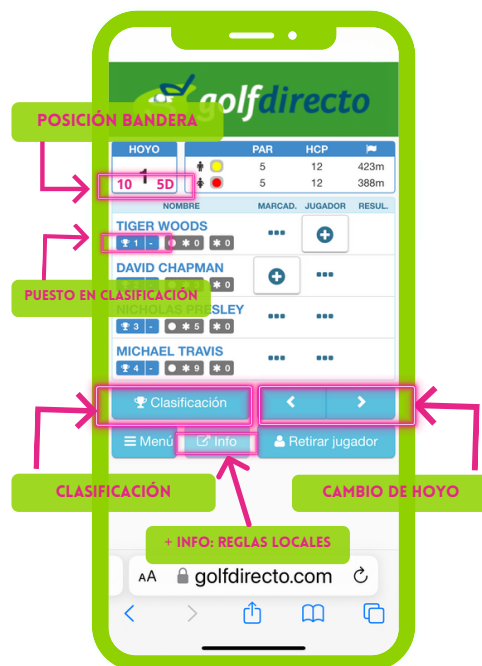 golfdirecto
POSICIÓN BANDERA
HOYO PAR HCP
1 5 12 423m
10 5D 5 12 388m
NOMBRE MARCAD. JUGADOR RESUL.
TIGER WOODS
1 - * 0 * 0
DAVID CHAPMAN
PUESTO EN CLASIFICACIÓN
NICHOLAS PRESLEY
3 - * 5 * 0
MICHAEL TRAVIS
4 - * 9 * 0
Clasificación < >
Menú Info Retirar jugador
CLASIFICACIÓN
CAMBIO DE HOYO
+ INFO: REGLAS LOCALES
AA golfdirecto.com